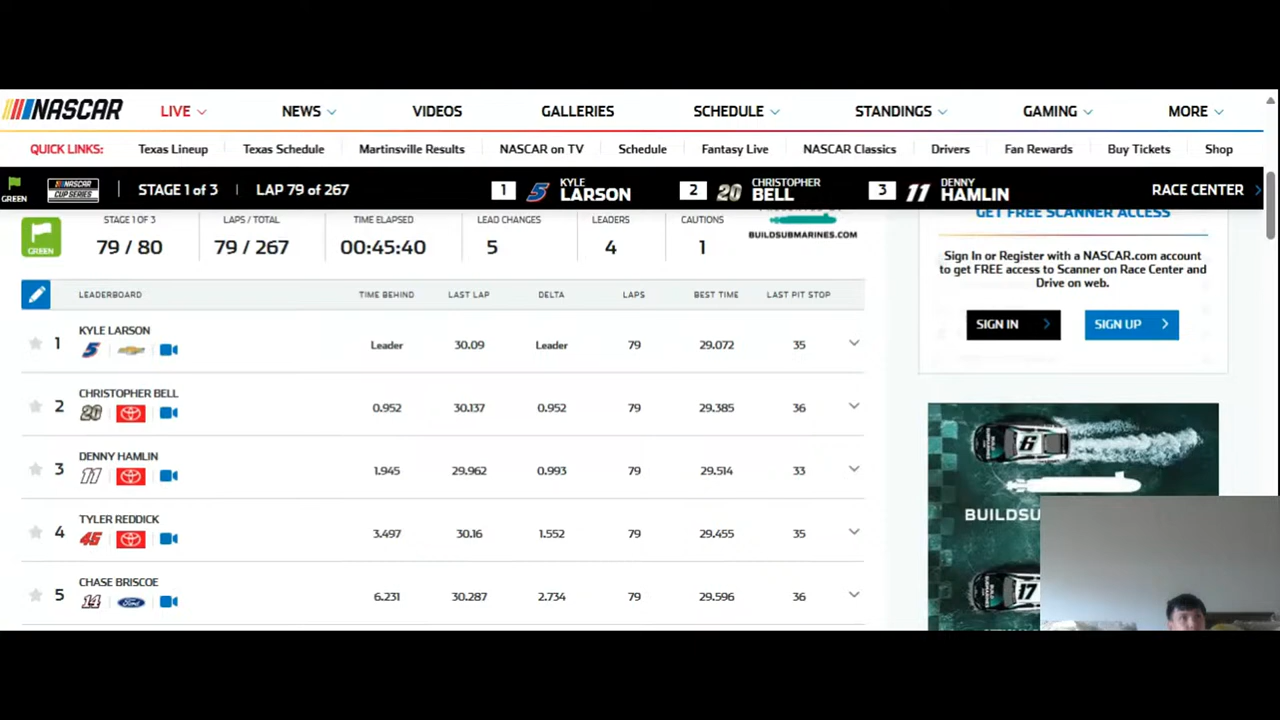 NASCAR LIVE NEWS VIDEOS GALLERIES SCHEDULE STANDINGS GAMING MORE
QUICK LINKS: Texas Lineup Texas Schedule Martinsville Results NASCAR on TV Schedule Fantasy Live NASCAR Classics Drivers Fan Rewards Buy Tickets Shop
GREEN NASCAR CUP SERIES STAGE 1 OF 3 LAP 79 OF 267 1 5 KYLE LARSON 2 20 CHRISTOPHER BELL 3 11 DENNY HAMLIN RACE CENTER
GREEN
STAGE 1 OF 3 LAPS / TOTAL TIME ELAPSED LEAD CHANGES LEADERS CAUTIONS
79 / 80 79 / 267 00:45:40 5 4 1
BUILDSUBMARINES.COM
LEADERBOARD TIME BEHIND LAST LAP DELTA LAPS BEST TIME LAST PIT STOP
KYLE LARSON
1 Leader 30.09 Leader 79 29.072 35
5
CHRISTOPHER BELL
2 0.952 30.137 0.952 79 29.385 36
20
DENNY HAMLIN
3 1.945 29.962 0.993 79 29.514 33
11
TYLER REDDICK
4 3.497 30.16 1.552 79 29.455 35
45
CHASE BRISCOE
5 6.231 30.287 2.734 79 29.596 36
14 Ford
GET FREE SCANNER ACCESS
Sign In or Register with a NASCAR.com account
to get FREE access to Scanner on Race Center and
Drive on web.
SIGN IN SIGN UP
6
BUILDSU
17